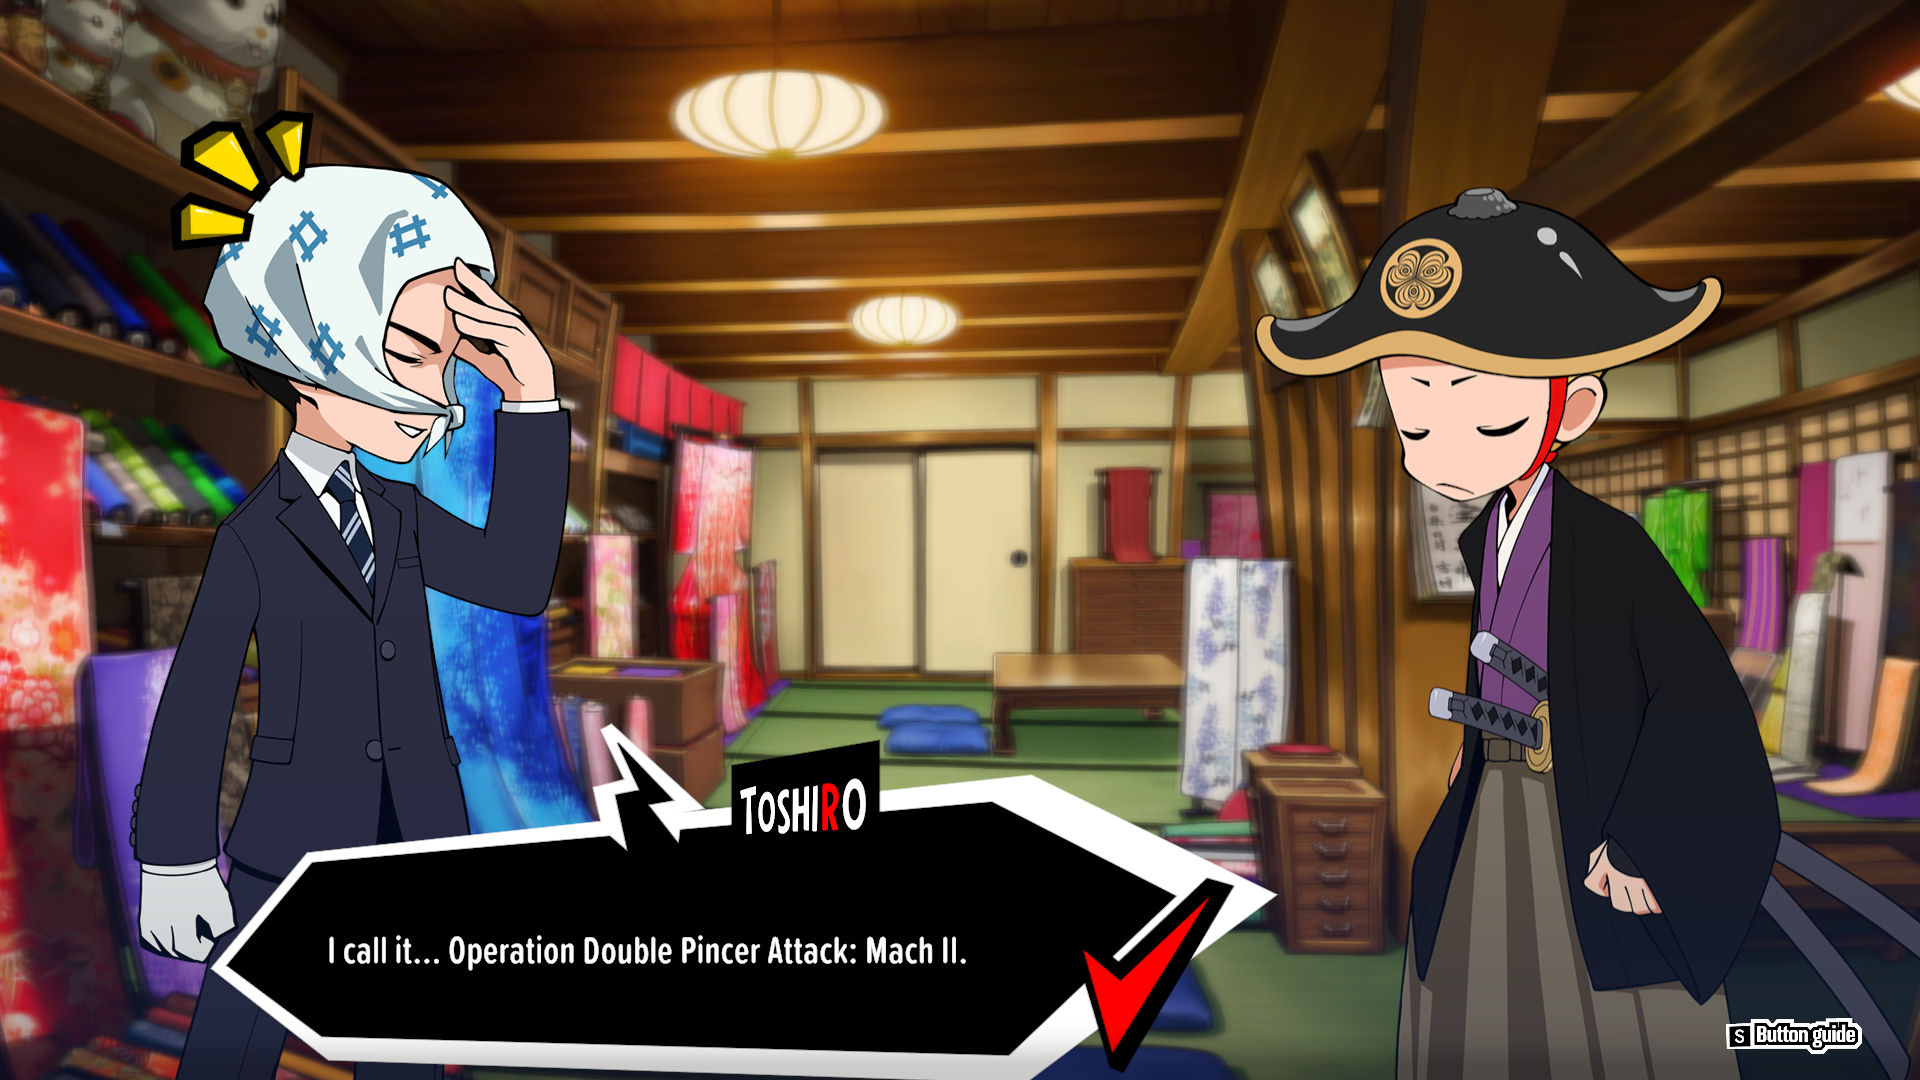 TOSHIRO
I call it... Operation Double Pincer Attack: Mach II.
S Button guide